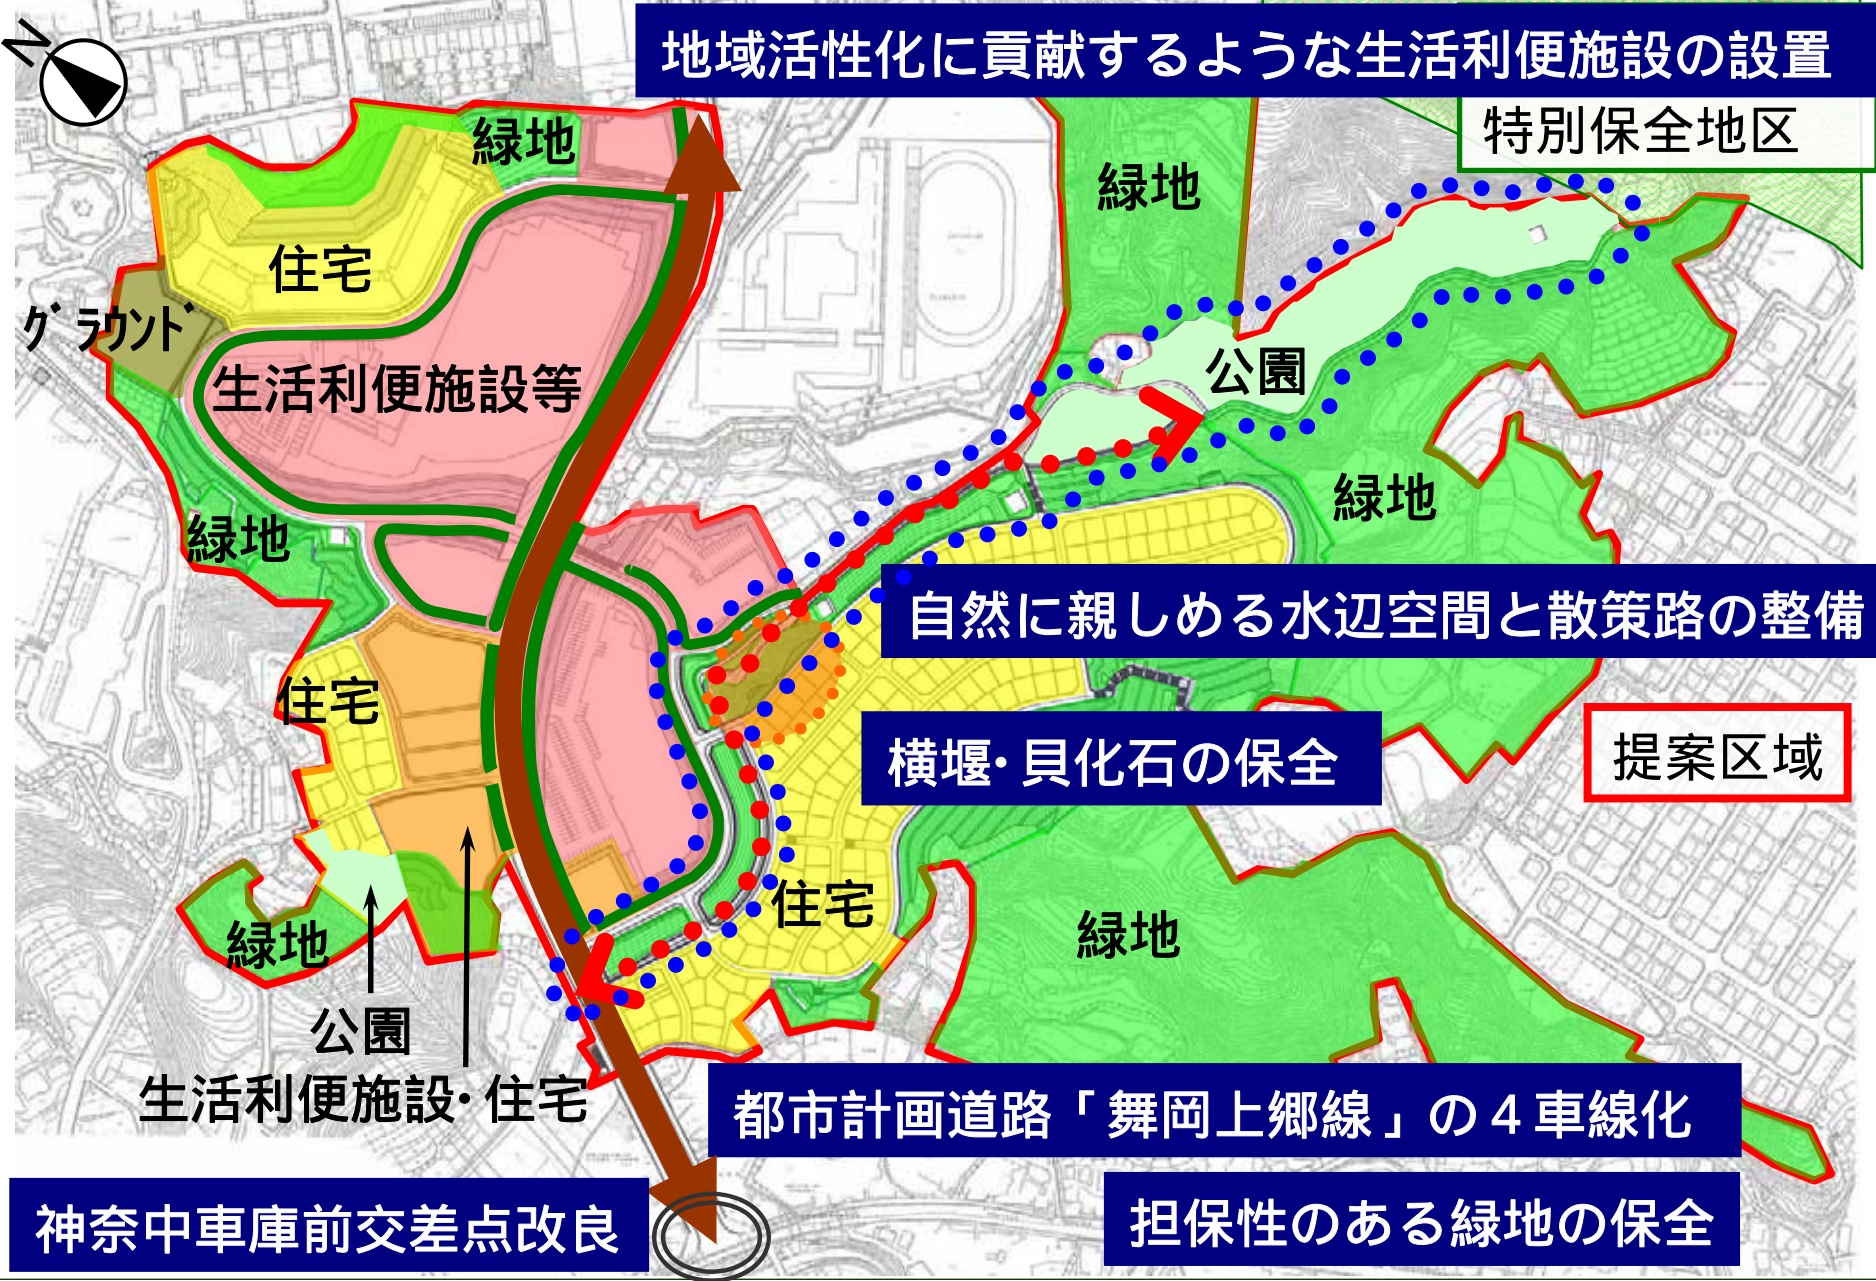 N
地域活性化に貢献するような生活利便施設の設置
特別保全地区
緑地
緑地
住宅
グラウンド
生活利便施設等
公園
緑地
緑地
自然に親しめる水辺空間と散策路の整備
住宅
横堰・貝化石の保全
提案区域
住宅
緑地
緑地
公園
生活利便施設・住宅
都市計画道路「舞岡上郷線」の4車線化
神奈中車庫前交差点改良
担保性のある緑地の保全